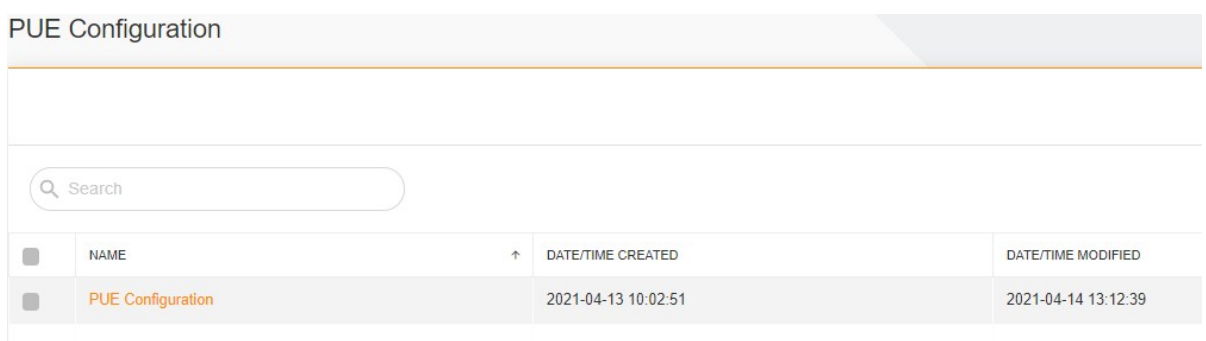 PUE Configuration
Search
NAME ↑ DATE/TIME CREATED DATE/TIME MODIFIED
PUE Configuration 2021-04-13 10:02:51 2021-04-14 13:12:39